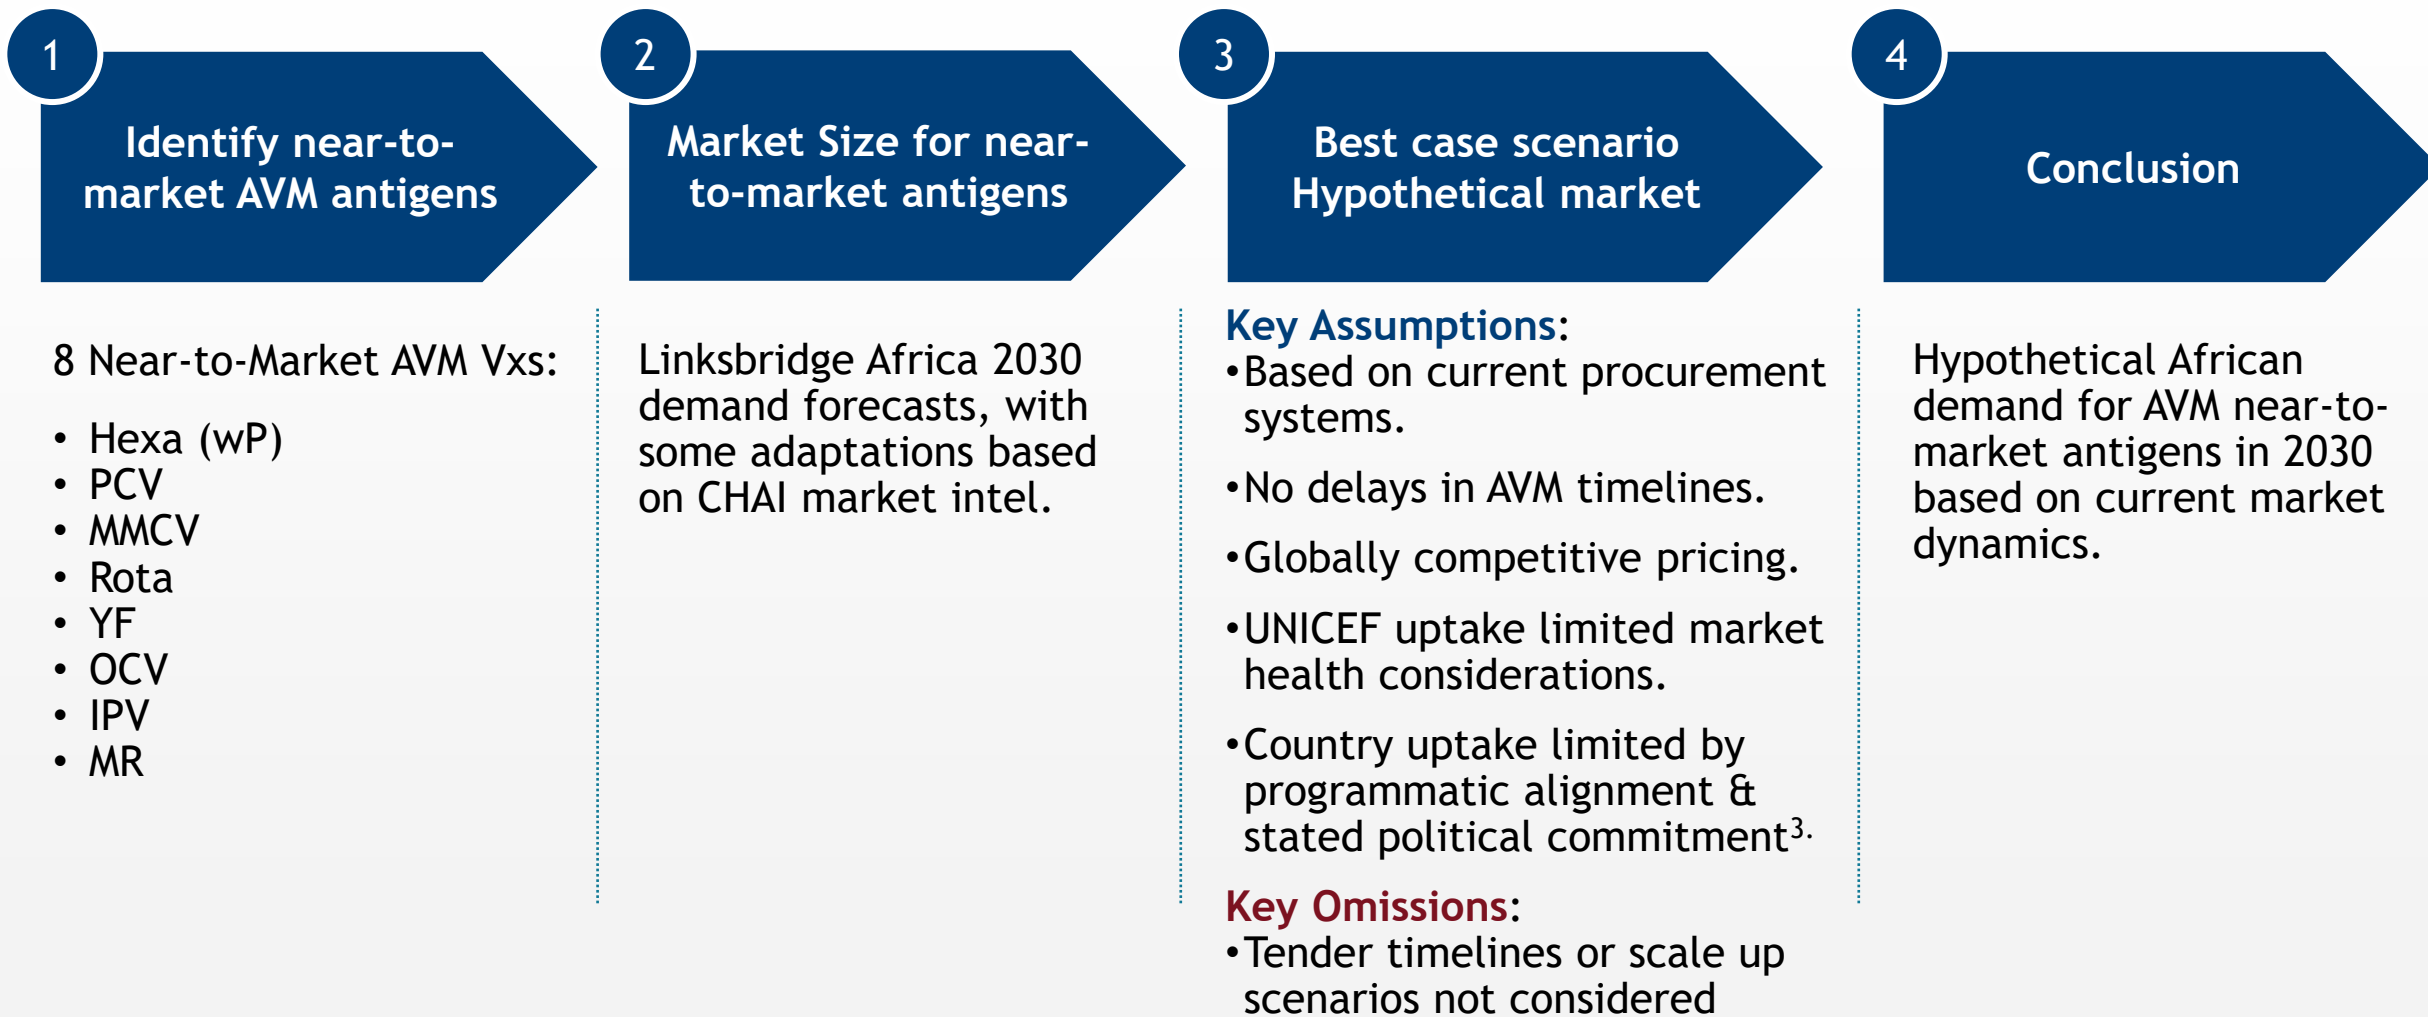 1
Identify near-to-
market AVM antigens
8 Near-to-Market AVM Vxs:
• Hexa (wP)
• PCV
• MMCV
• Rota
• YF
• OCV
• IPV
• MR
2
Market Size for near-
to-market antigens
Linksbridge Africa 2030
demand forecasts, with
some adaptations based
on CHAI market intel.
3
Best case scenario
Hypothetical market
Key Assumptions:
•Based on current procurement
systems.
•No delays in AVM timelines.
•Globally competitive pricing.
•UNICEF uptake limited market
health considerations.
•Country uptake limited by
programmatic alignment &
stated political commitment³.
Key Omissions:
•Tender timelines or scale up
scenarios not considered
4
Conclusion
Hypothetical African
demand for AVM near-to-
market antigens in 2030
based on current market
dynamics.